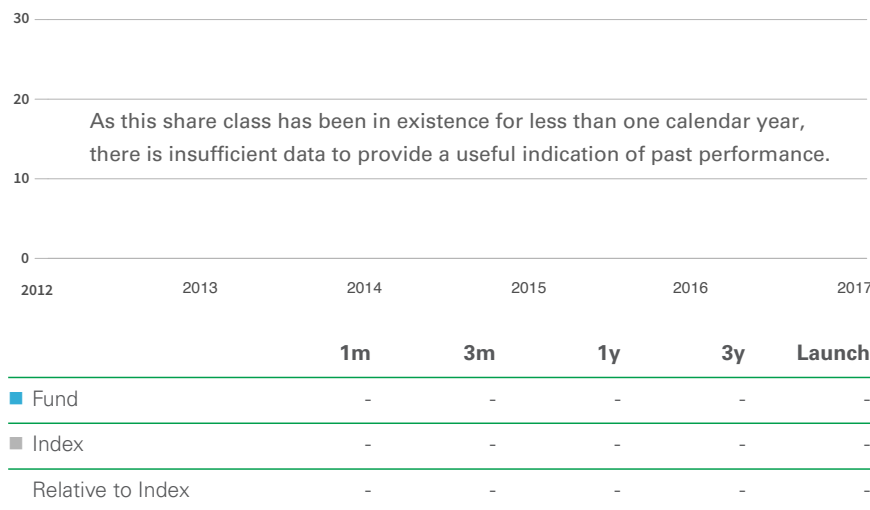 30
20
As this share class has been in existence for less than one calendar year,
there is insufficient data to provide a useful indication of past performance.
10
0
2012 2013 2014 2015 2016 2017
1m 3m 1y 3y Launch
Fund - - - - -
Index - - - - -
Relative to Index - - - - -